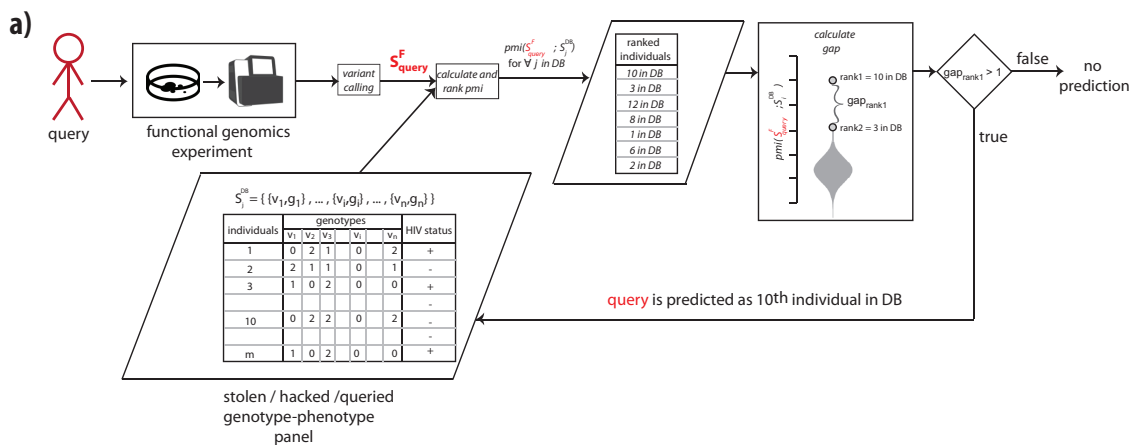 a)
query
functional genomics
experiment
variant
calling
S^F_query
calculate and
rank pmi
pmi(S^F_query ; S^DB_j)
for ∀ j in DB
ranked
individuals
10 in DB
3 in DB
12 in DB
8 in DB
1 in DB
6 in DB
2 in DB
calculate
gap
pmi(S^F_query ;S^DB_j )
rank1 = 10 in DB
gap_rank1
rank2 = 3 in DB
gap_rank1 > 1
false
no
prediction
true
query is predicted as 10th individual in DB
S^DB_j = { {v1,g1} , ... , {vi,gi} , ... , {vn,gn} }
individuals genotypes HIV status
v1 v2 v3 vi vn
1 0 2 1 0 2 +
2 2 1 1 0 1 -
3 1 0 2 0 0 +
-
10 0 2 2 0 2 -
-
m 1 0 2 0 0 +
stolen / hacked /queried
genotype-phenotype
panel